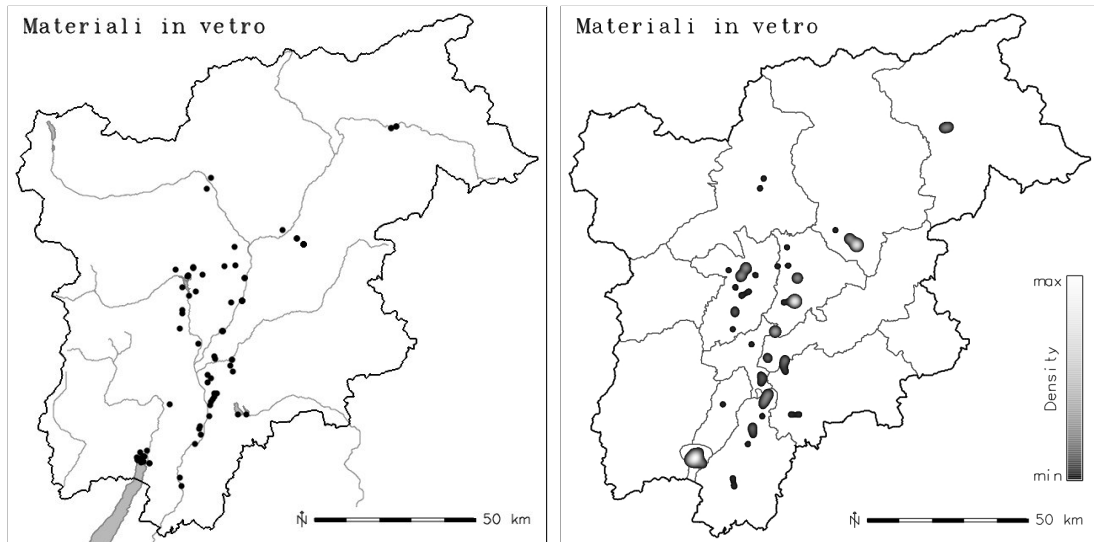 Materiali in vetro
N 50 km
Materiali in vetro
max
Density
min
N 50 km